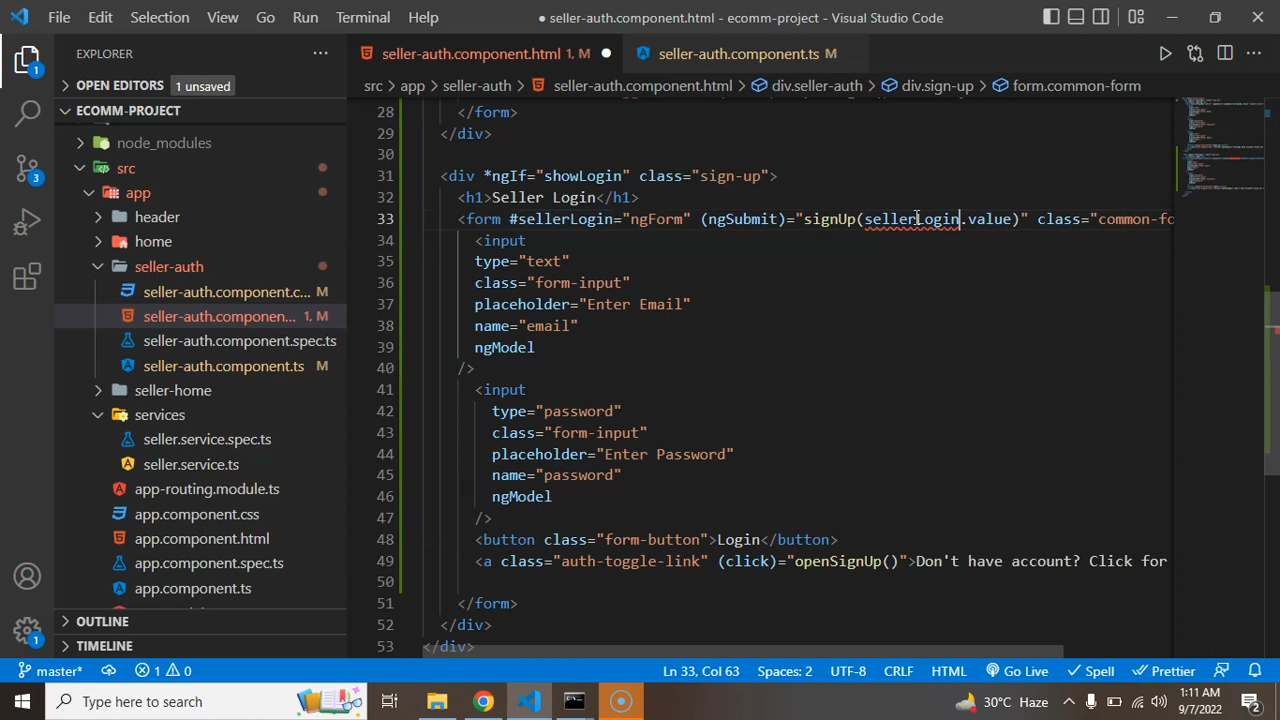 File Edit Selection View Go Run Terminal Help
● seller-auth.component.html - ecomm-project - Visual Studio Code
EXPLORER
OPEN EDITORS 1 unsaved
ECOMM-PROJECT
node_modules
src
app
header
home
seller-auth
seller-auth.component.c... M
seller-auth.componen... 1, M
seller-auth.component.spec.ts
seller-auth.component.ts M
seller-home
services
seller.service.spec.ts
seller.service.ts
app-routing.module.ts
app.component.css
app.component.html
app.component.spec.ts
app.component.ts
OUTLINE
TIMELINE
1
3
1
seller-auth.component.html 1, M ●
seller-auth.component.ts M
src > app > seller-auth > seller-auth.component.html > div.seller-auth > div.sign-up > form.common-form
28 </form>
29 </div>
30
31 <div *ngIf="showLogin" class="sign-up">
32 <h1>Seller Login</h1>
33 <form #sellerLogin="ngForm" (ngSubmit)="signUp(sellerLogin.value)" class="common-fo
34 <input
35 type="text"
36 class="form-input"
37 placeholder="Enter Email"
38 name="email"
39 ngModel
40 />
41 <input
42 type="password"
43 class="form-input"
44 placeholder="Enter Password"
45 name="password"
46 ngModel
47 />
48 <button class="form-button">Login</button>
49 <a class="auth-toggle-link" (click)="openSignUp()">Don't have account? Click for
50
51 </form>
52 </div>
53 </div>
master* 1 0 Ln 33, Col 63 Spaces: 2 UTF-8 CRLF HTML Go Live Spell Prettier
Type here to search
30°C Haze
1:11 AM
9/7/2022
2